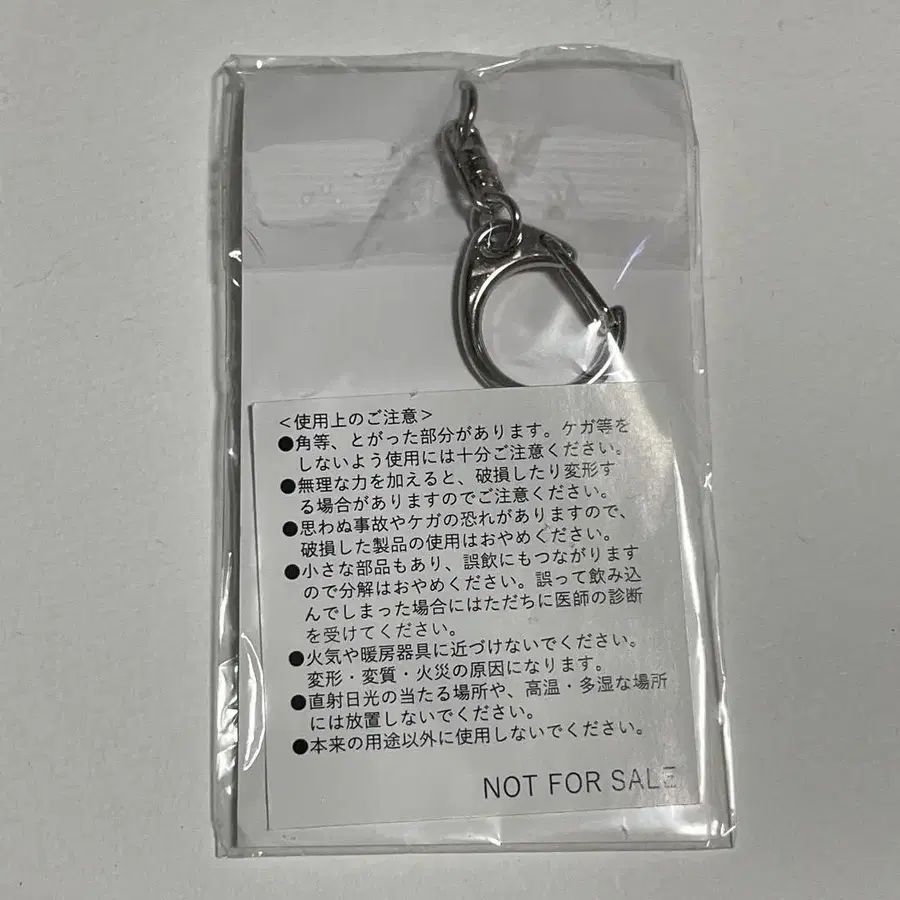 ＜使用上のご注意＞
●角等、とがった部分があります。ケガ等を
しないよう使用には十分ご注意ください。
●無理な力を加えると、破損したり変形す
る場合がありますのでご注意ください。
●思わぬ事故やケガの恐れがありますので、
破損した製品の使用はおやめください。
●小さな部品もあり、誤飲にもつながります
ので分解はおやめください。誤って飲み込
んでしまった場合にはただちに医師の診断
を受けてください。
●火気や暖房器具に近づけないでください。
変形・変質・火災の原因になります。
●直射日光の当たる場所や、高温・多湿な場所
には放置しないでください。
●本来の用途以外に使用しないでください。
NOT FOR SALE